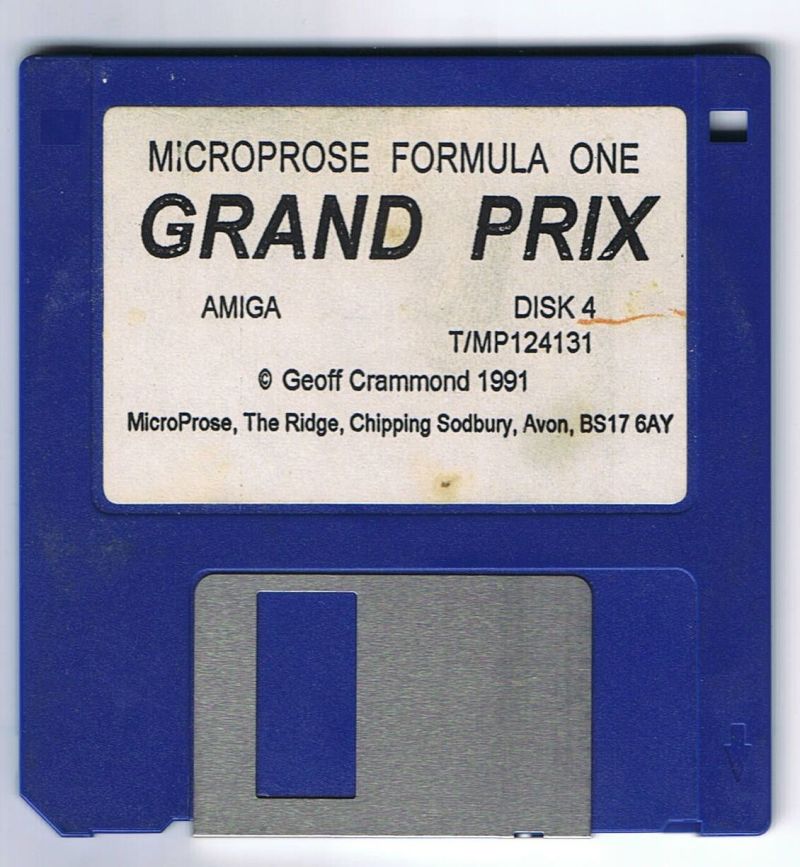 MICROPROSE FORMULA ONE
GRAND PRIX
AMIGA DISK 4
T/MP124131
© Geoff Crammond 1991
MicroProse, The Ridge, Chipping Sodbury, Avon, BS17 6AY